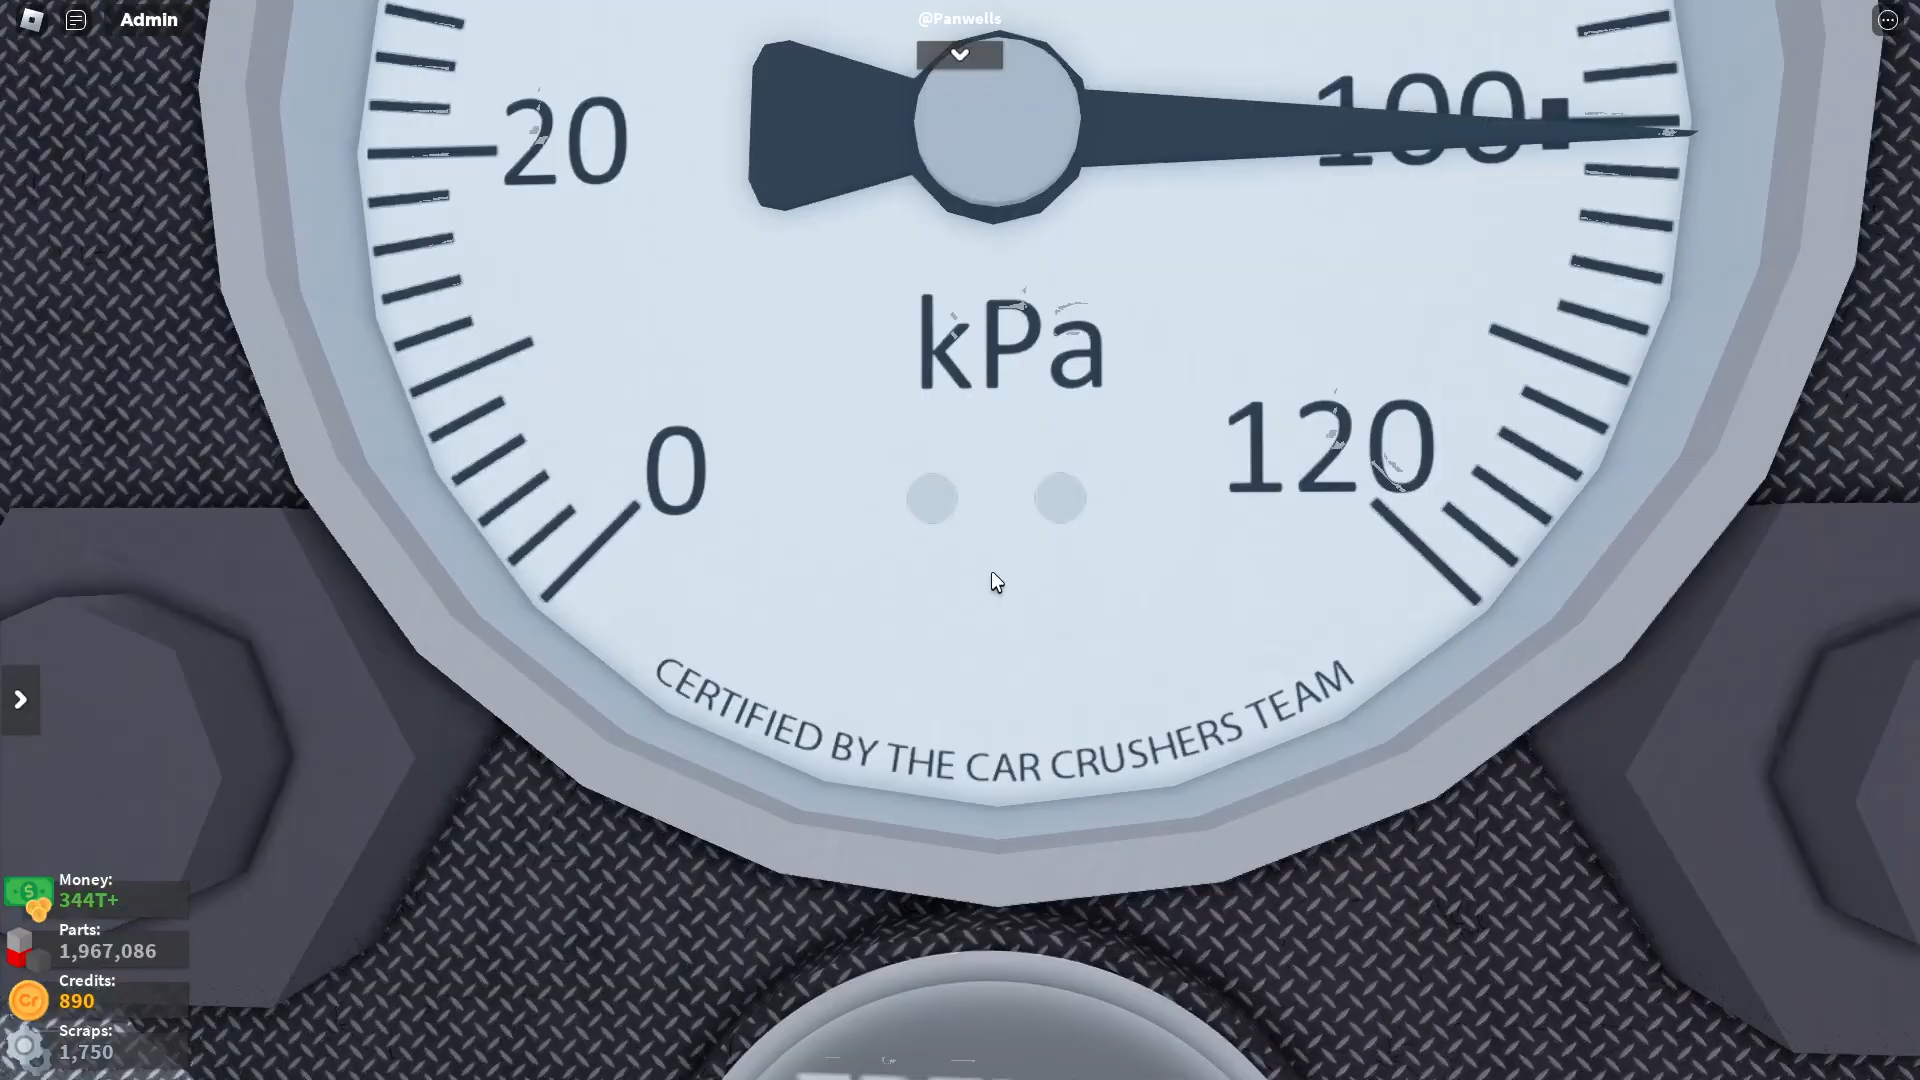 Admin
@Panwells
20
100
kPa
0
120
CERTIFIED BY THE CAR CRUSHERS TEAM
Money:
344T+
Parts:
1,967,086
Cr
Credits:
890
Scraps:
1,750